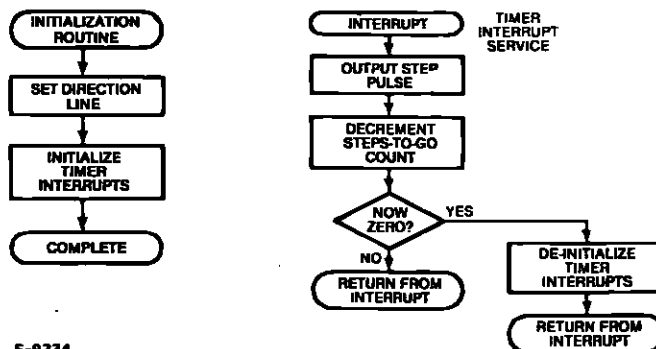 INITIALIZATION
ROUTINE
SET DIRECTION
LINE
INITIALIZE
TIMER
INTERRUPTS
COMPLETE
INTERRUPT
TIMER
INTERRUPT
SERVICE
OUTPUT STEP
PULSE
DECREMENT
STEPS-TO-GO
COUNT
NOW
ZERO?
YES
NO
RETURN FROM
INTERRUPT
DE-INITIALIZE
TIMER
INTERRUPTS
RETURN FROM
INTERRUPT